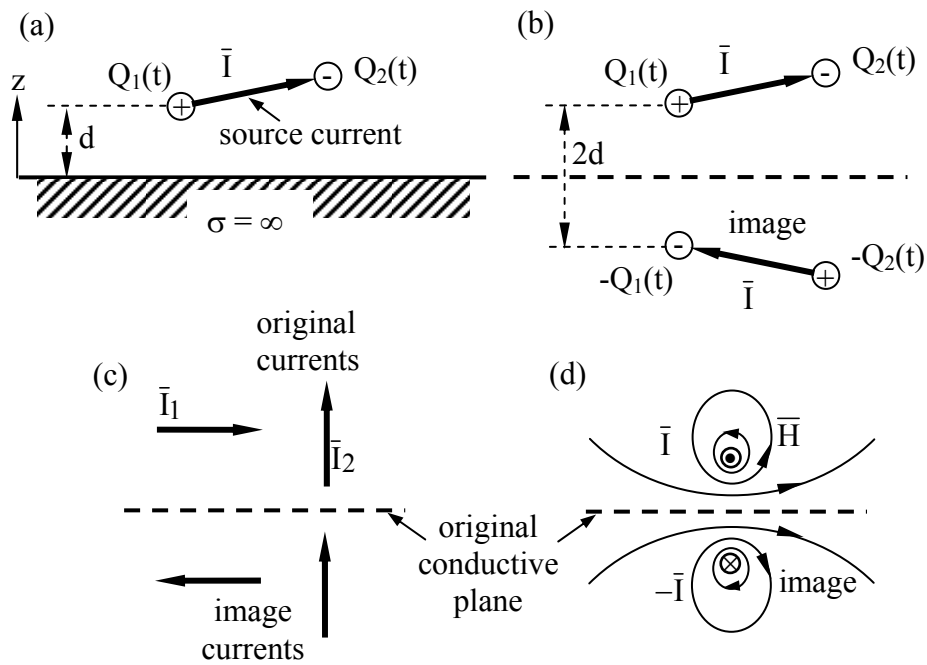 (a)
Q₁(t)
Ī
Q₂(t)
+
-
z
d
source current
σ = ∞
(b)
Q₁(t)
Ī
Q₂(t)
+
-
2d
image
-
+
-Q₁(t)
-Q₂(t)
Ī
(c)
original
currents
Ī₁
Ī₂
image
currents
original
conductive
plane
(d)
Ī
H̅
–Ī
image